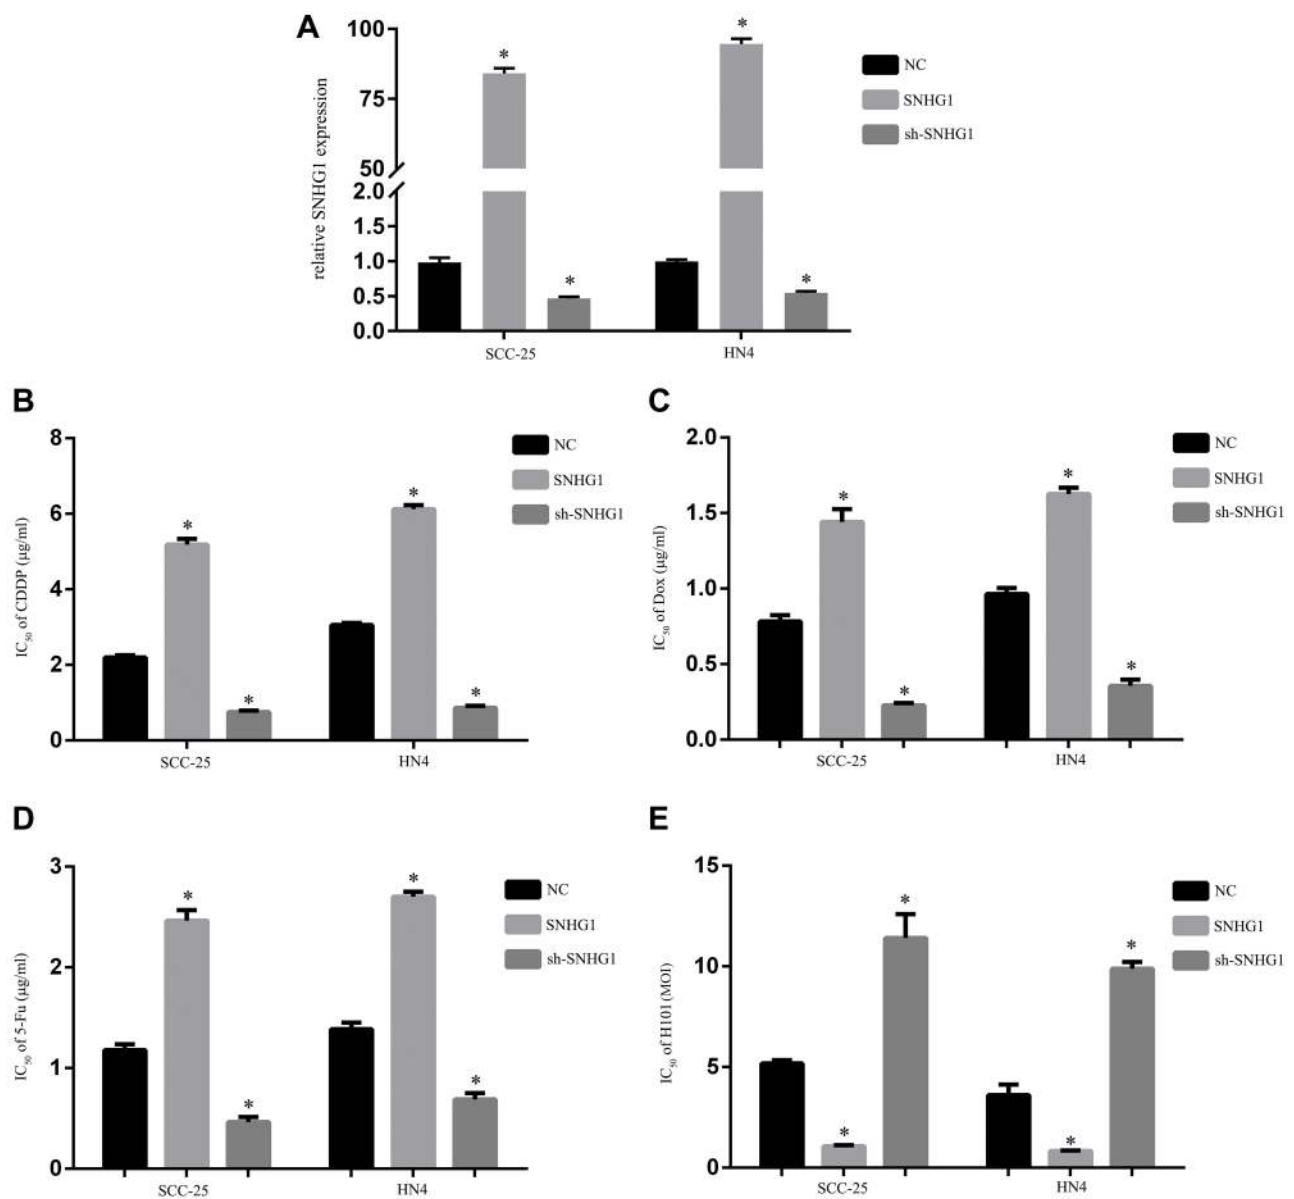 A
100
75
50
2.0
1.5
1.0
0.5
0.0
relative SNHG1 expression
*
*
*
*
SCC-25
HN4
NC
SNHG1
sh-SNHG1
B
8
6
4
2
0
IC50 of CDDP (μg/ml)
*
*
*
*
SCC-25
HN4
NC
SNHG1
sh-SNHG1
C
2.0
1.5
1.0
0.5
0.0
IC50 of Dox (μg/ml)
*
*
*
*
SCC-25
HN4
NC
SNHG1
sh-SNHG1
D
3
2
1
0
IC50 of 5-Fu (μg/ml)
*
*
*
*
SCC-25
HN4
NC
SNHG1
sh-SNHG1
E
15
10
5
0
IC50 of H101 (MOI)
*
*
*
*
SCC-25
HN4
NC
SNHG1
sh-SNHG1